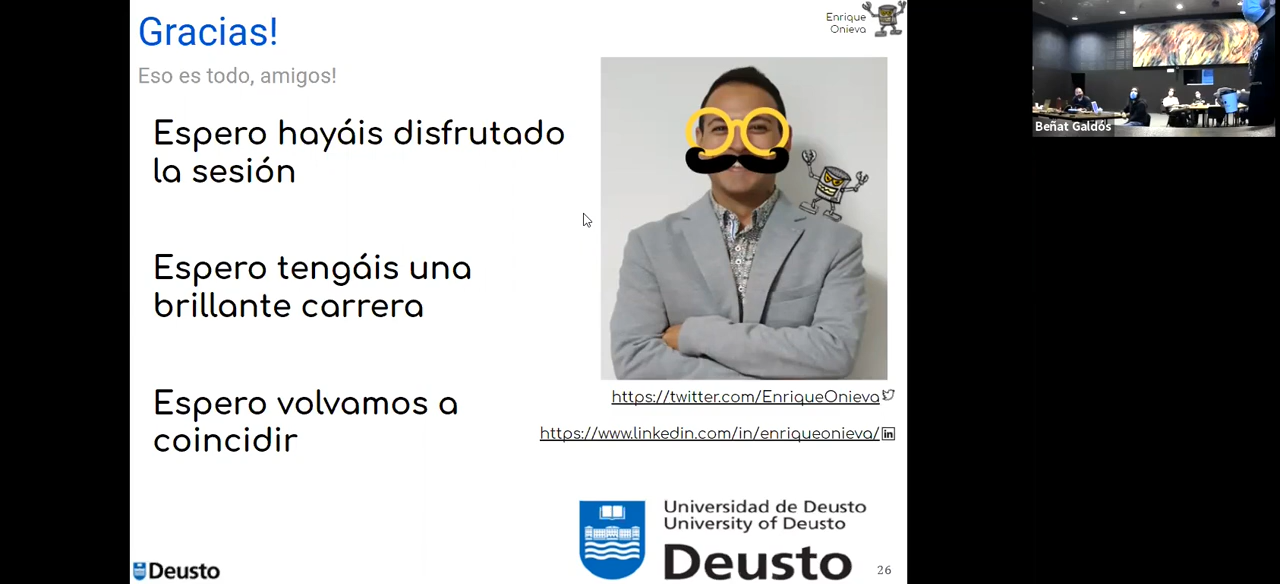 Gracias!
Enrique
Onieva
Eso es todo, amigos!
Espero hayáis disfrutado
la sesión
Espero tengáis una
brillante carrera
Espero volvamos a
coincidir
https://twitter.com/EnriqueOnieva
https://www.linkedin.com/in/enriqueonieva/
in
Universidad de Deusto
University of Deusto
Deusto
Deusto
26
Beñat Galdós